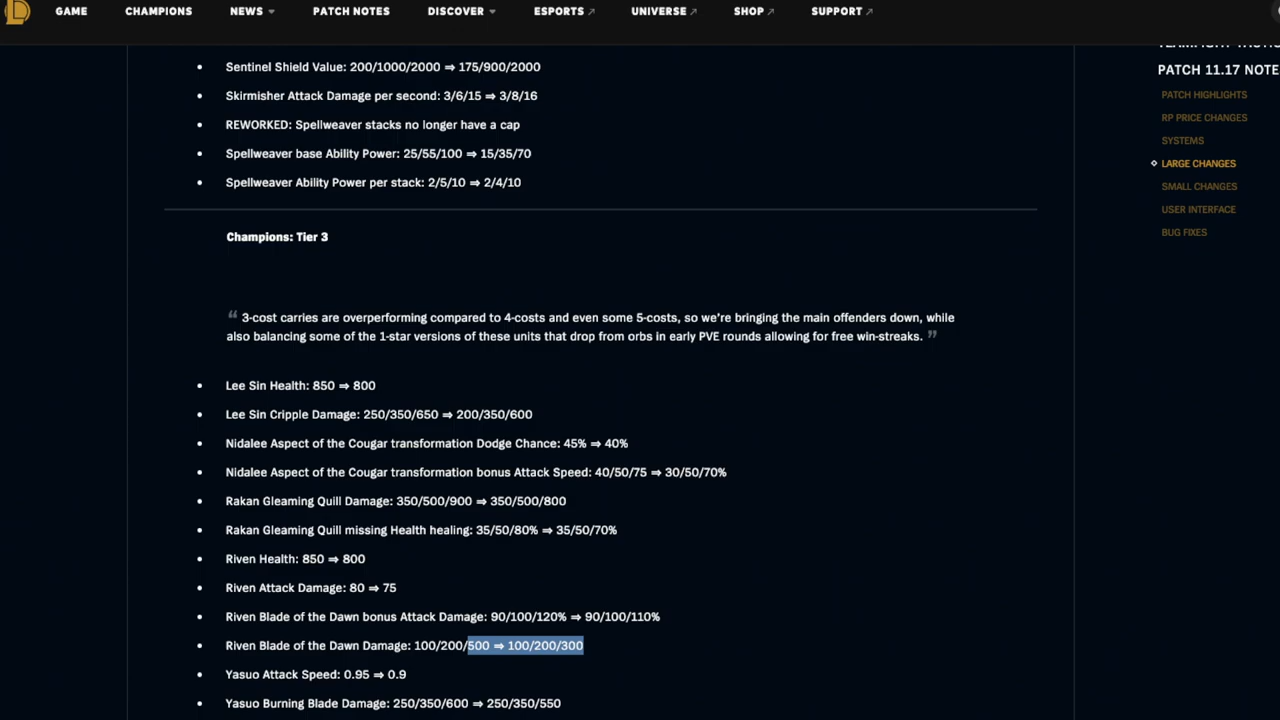 GAME CHAMPIONS NEWS PATCH NOTES DISCOVER ESPORTS UNIVERSE SHOP SUPPORT
Sentinel Shield Value: 200/1000/2000 ⇒ 175/900/2000
Skirmisher Attack Damage per second: 3/6/15 ⇒ 3/8/16
REWORKED: Spellweaver stacks no longer have a cap
Spellweaver base Ability Power: 25/55/100 ⇒ 15/35/70
Spellweaver Ability Power per stack: 2/5/10 ⇒ 2/4/10
Champions: Tier 3
“ 3-cost carries are overperforming compared to 4-costs and even some 5-costs, so we’re bringing the main offenders down, while
also balancing some of the 1-star versions of these units that drop from orbs in early PVE rounds allowing for free win-streaks. ”
Lee Sin Health: 850 ⇒ 800
Lee Sin Cripple Damage: 250/350/650 ⇒ 200/350/600
Nidalee Aspect of the Cougar transformation Dodge Chance: 45% ⇒ 40%
Nidalee Aspect of the Cougar transformation bonus Attack Speed: 40/50/75 ⇒ 30/50/70%
Rakan Gleaming Quill Damage: 350/500/900 ⇒ 350/500/800
Rakan Gleaming Quill missing Health healing: 35/50/80% ⇒ 35/50/70%
Riven Health: 850 ⇒ 800
Riven Attack Damage: 80 ⇒ 75
Riven Blade of the Dawn bonus Attack Damage: 90/100/120% ⇒ 90/100/110%
Riven Blade of the Dawn Damage: 100/200/500 ⇒ 100/200/300
Yasuo Attack Speed: 0.95 ⇒ 0.9
Yasuo Burning Blade Damage: 250/350/600 ⇒ 250/350/550
PATCH 11.17 NOTE
PATCH HIGHLIGHTS
RP PRICE CHANGES
SYSTEMS
LARGE CHANGES
SMALL CHANGES
USER INTERFACE
BUG FIXES